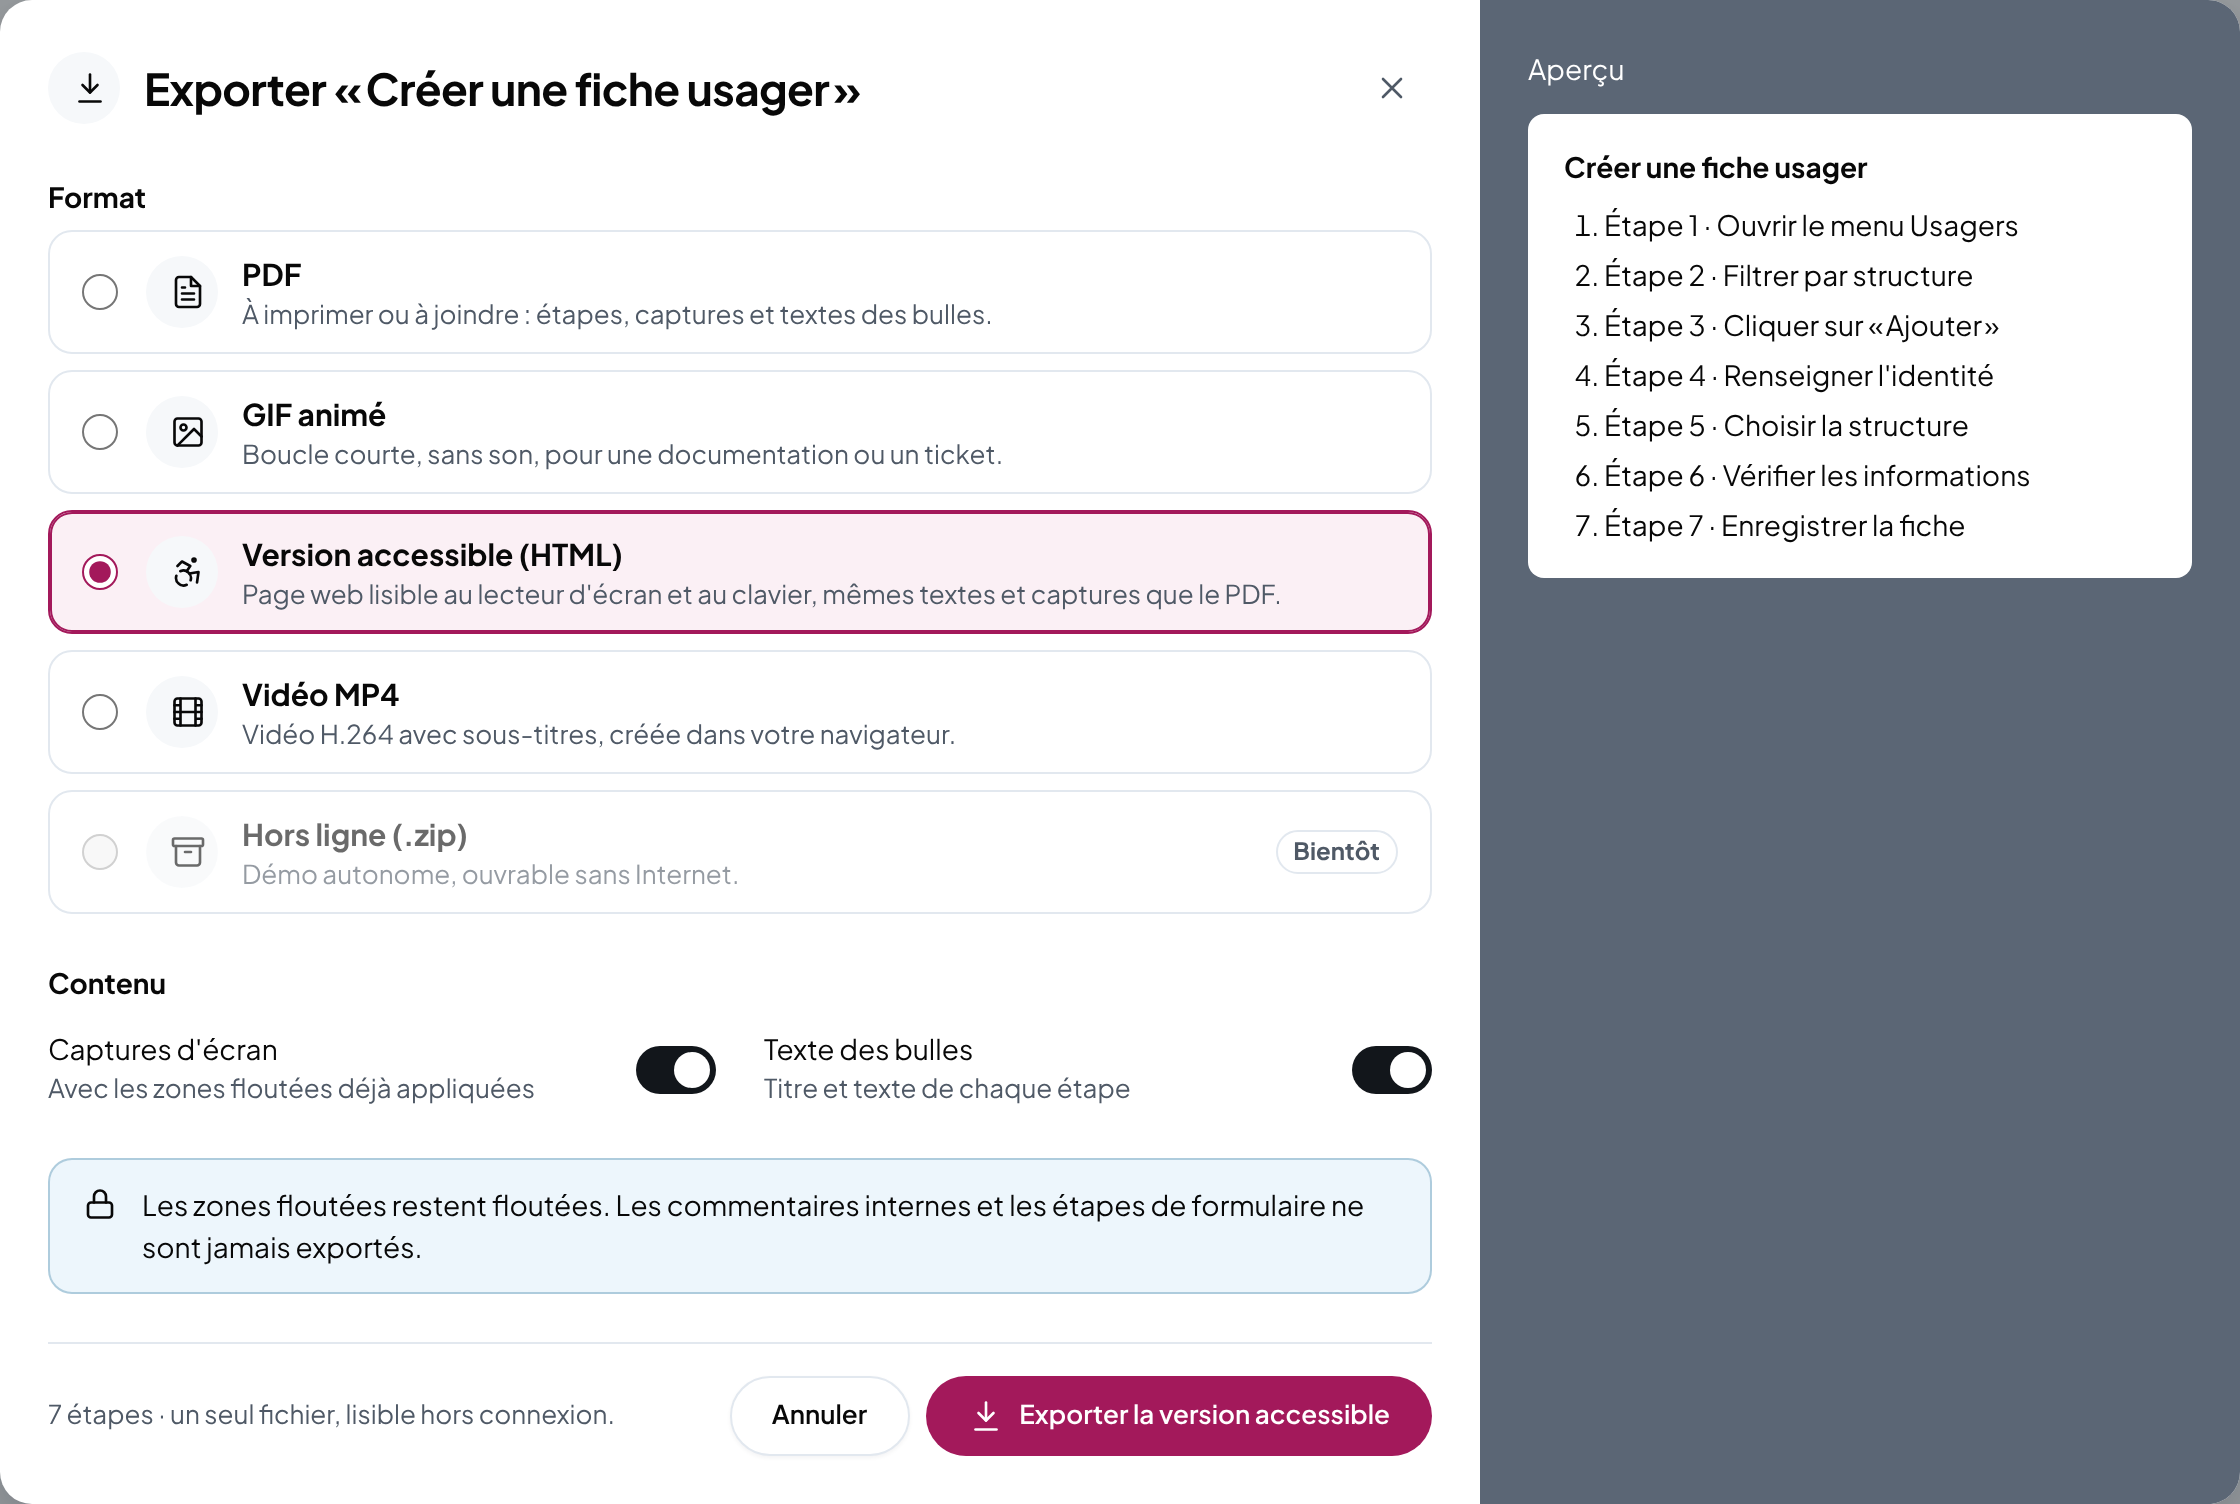 Exporter «Créer une fiche usager»
Format
PDF
À imprimer ou à joindre : étapes, captures et textes des bulles.
GIF animé
Boucle courte, sans son, pour une documentation ou un ticket.
Version accessible (HTML)
Page web lisible au lecteur d'écran et au clavier, mêmes textes et captures que le PDF.
Vidéo MP4
Vidéo H.264 avec sous-titres, créée dans votre navigateur.
Hors ligne (.zip)
Démo autonome, ouvrable sans Internet.
Bientôt
Contenu
Captures d'écran
Avec les zones floutées déjà appliquées
Texte des bulles
Titre et texte de chaque étape
Les zones floutées restent floutées. Les commentaires internes et les étapes de formulaire ne
sont jamais exportés.
7 étapes · un seul fichier, lisible hors connexion.
Annuler
Exporter la version accessible
Aperçu
Créer une fiche usager
1. Étape 1 · Ouvrir le menu Usagers
2. Étape 2 · Filtrer par structure
3. Étape 3 · Cliquer sur «Ajouter»
4. Étape 4 · Renseigner l'identité
5. Étape 5 · Choisir la structure
6. Étape 6 · Vérifier les informations
7. Étape 7 · Enregistrer la fiche